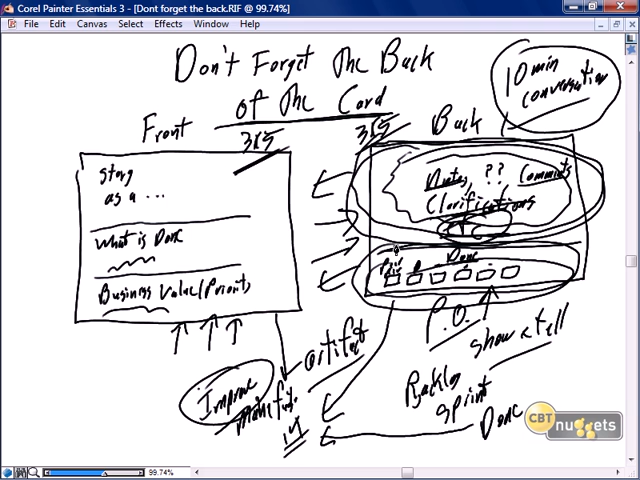 Corel Painter Essentials 3 - [Dont forget the back.RIF @ 99.74%]
File Edit Canvas Select Effects Movie Window Help
Don't Forget The Back
of The Card
10 min
conversation
Front
3x5
3x5
Back
Story
as a ...
What is Done
Business Value (Priority)
Notes, ?? Comments
Clarifications
Done
P.O.
Show & tell
artifact
Improve
Backlog
Sprint
Done
CBT
nuggets
99.74%